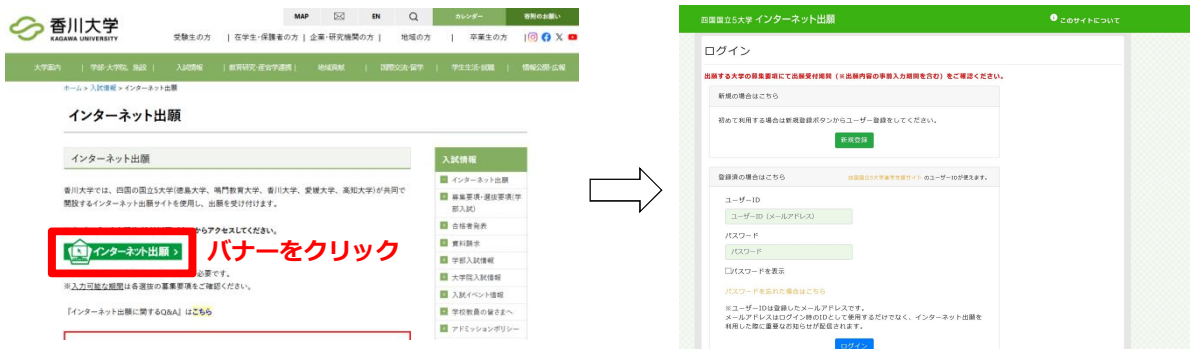 香川大学
KAGAWA UNIVERSITY
MAP
EN
カレンダー
寄附のお願い
受験生の方 | 在学生・保護者の方 | 企業・研究機関の方 | 地域の方 | 卒業生の方 |
大学案内 | 学部・大学院、施設 | 入試情報 | 教育研究・産官学連携 | 地域貢献 | 国際交流・留学 | 学生生活・就職 | 情報公開・広報
ホーム > 入試情報 > インターネット出願
インターネット出願
インターネット出願
香川大学では、四国の国立5大学(徳島大学、鳴門教育大学、香川大学、愛媛大学、高知大学)が共同で
開設するインターネット出願サイトを使用し、出願を受け付けます。
からアクセスしてください。
インターネット出願 >
バナーをクリック
必要です。
※入力可能な期間は各選抜の募集要項をご確認ください。
『インターネット出願に関するQ&A』はこちら
入試情報
インターネット出願
募集要項・選抜要項(学
部入試)
合格者発表
資料請求
学部入試情報
大学院入試情報
入試イベント情報
学校教員の皆さまへ
アドミッションポリシー
四国国立5大学 インターネット出願
このサイトについて
ログイン
出願する大学の募集要項にて出願受付期間(※出願内容の事前入力期間を含む)をご確認ください。
新規の場合はこちら
初めて利用する場合は新規登録ボタンからユーザー登録をしてください。
新規登録
登録済の場合はこちら
四国国立5大学進学支援サイト のユーザーIDが使えます。
ユーザーID
ユーザーID(メールアドレス)
パスワード
パスワード
パスワードを表示
パスワードを忘れた場合はこちら
※ユーザーIDは登録したメールアドレスです。
メールアドレスはログイン時のIDとして使用するだけでなく、インターネット出願を
利用した際に重要なお知らせが配信されます。
ログイン